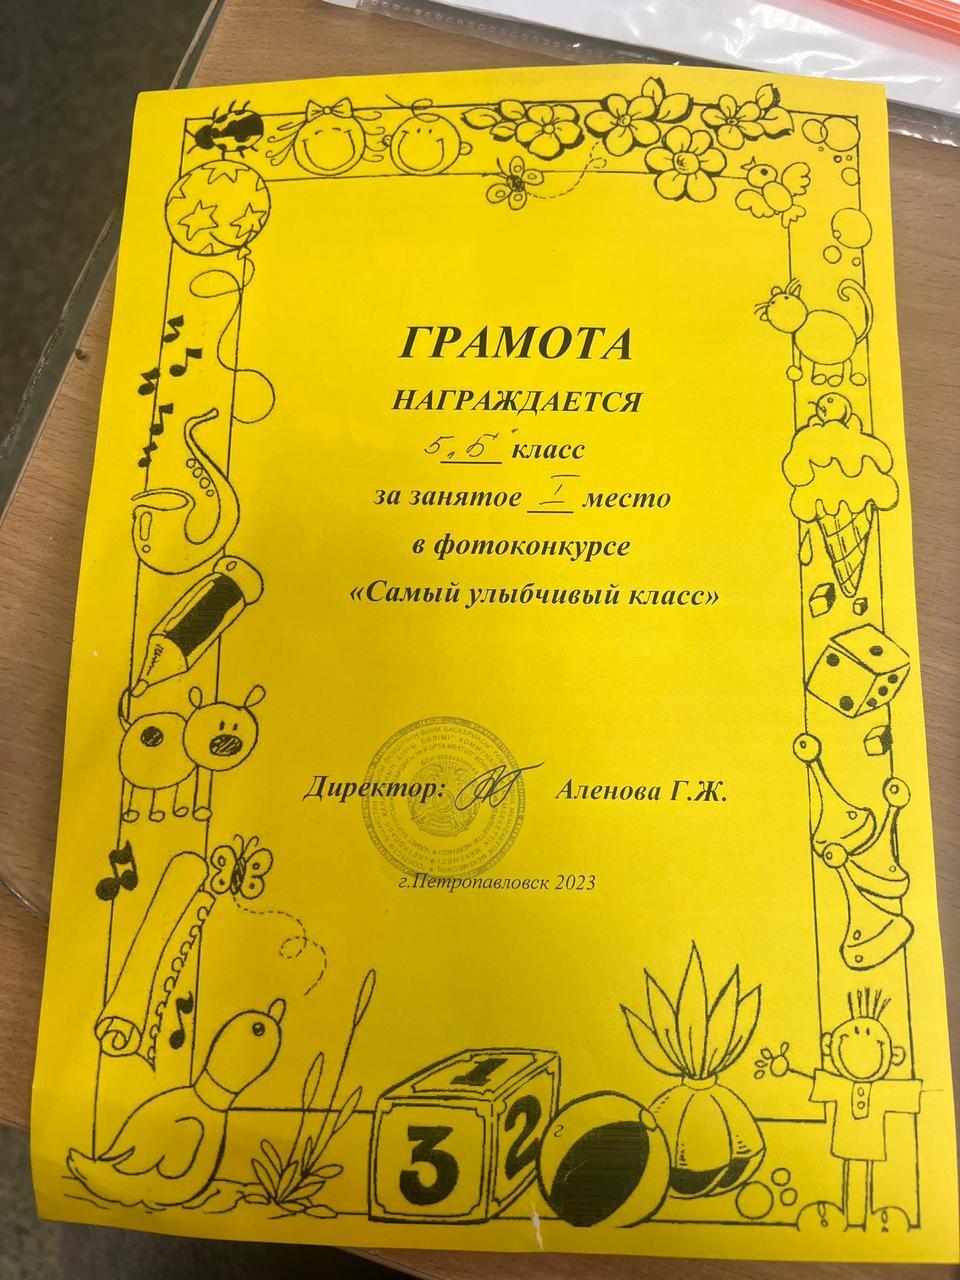 ГРАМОТА
НАГРАЖДАЕТСЯ
5 "Б" класс
за занятое I место
в фотоконкурсе
«Самый улыбчивый класс»
Директор: Аленова Г.Ж.
г.Петропавловск 2023
1
3 2